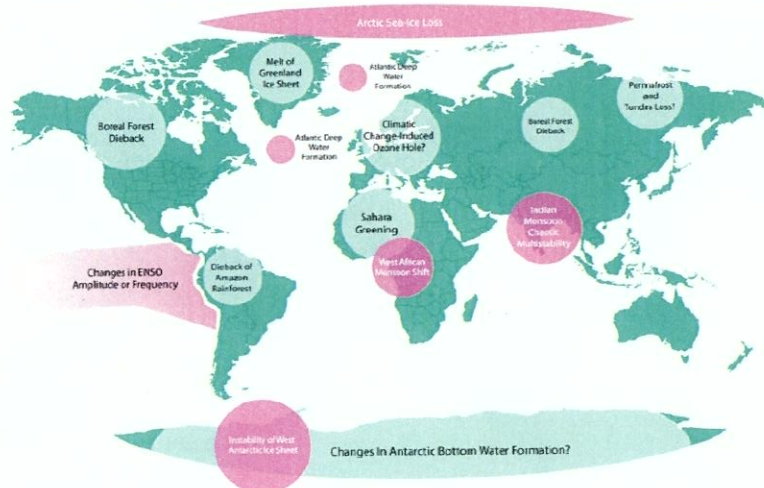 Arctic Sea-Ice Loss
Melt of
Greenland
Ice Sheet
Atlantic Deep
Water
Formation
Permafrost
and
Tundra Loss?
Boreal Forest
Dieback
Atlantic Deep
Water
Formation
Climatic
Change-Induced
Ozone Hole?
Boreal Forest
Dieback
Sahara
Greening
Indian
Monsoon
Chaotic
Multistability
Changes in ENSO
Amplitude or Frequency
Dieback of
Amazon
Rainforest
West African
Monsoon Shift
Instability of West
Antarctic Ice Sheet
Changes In Antarctic Bottom Water Formation?